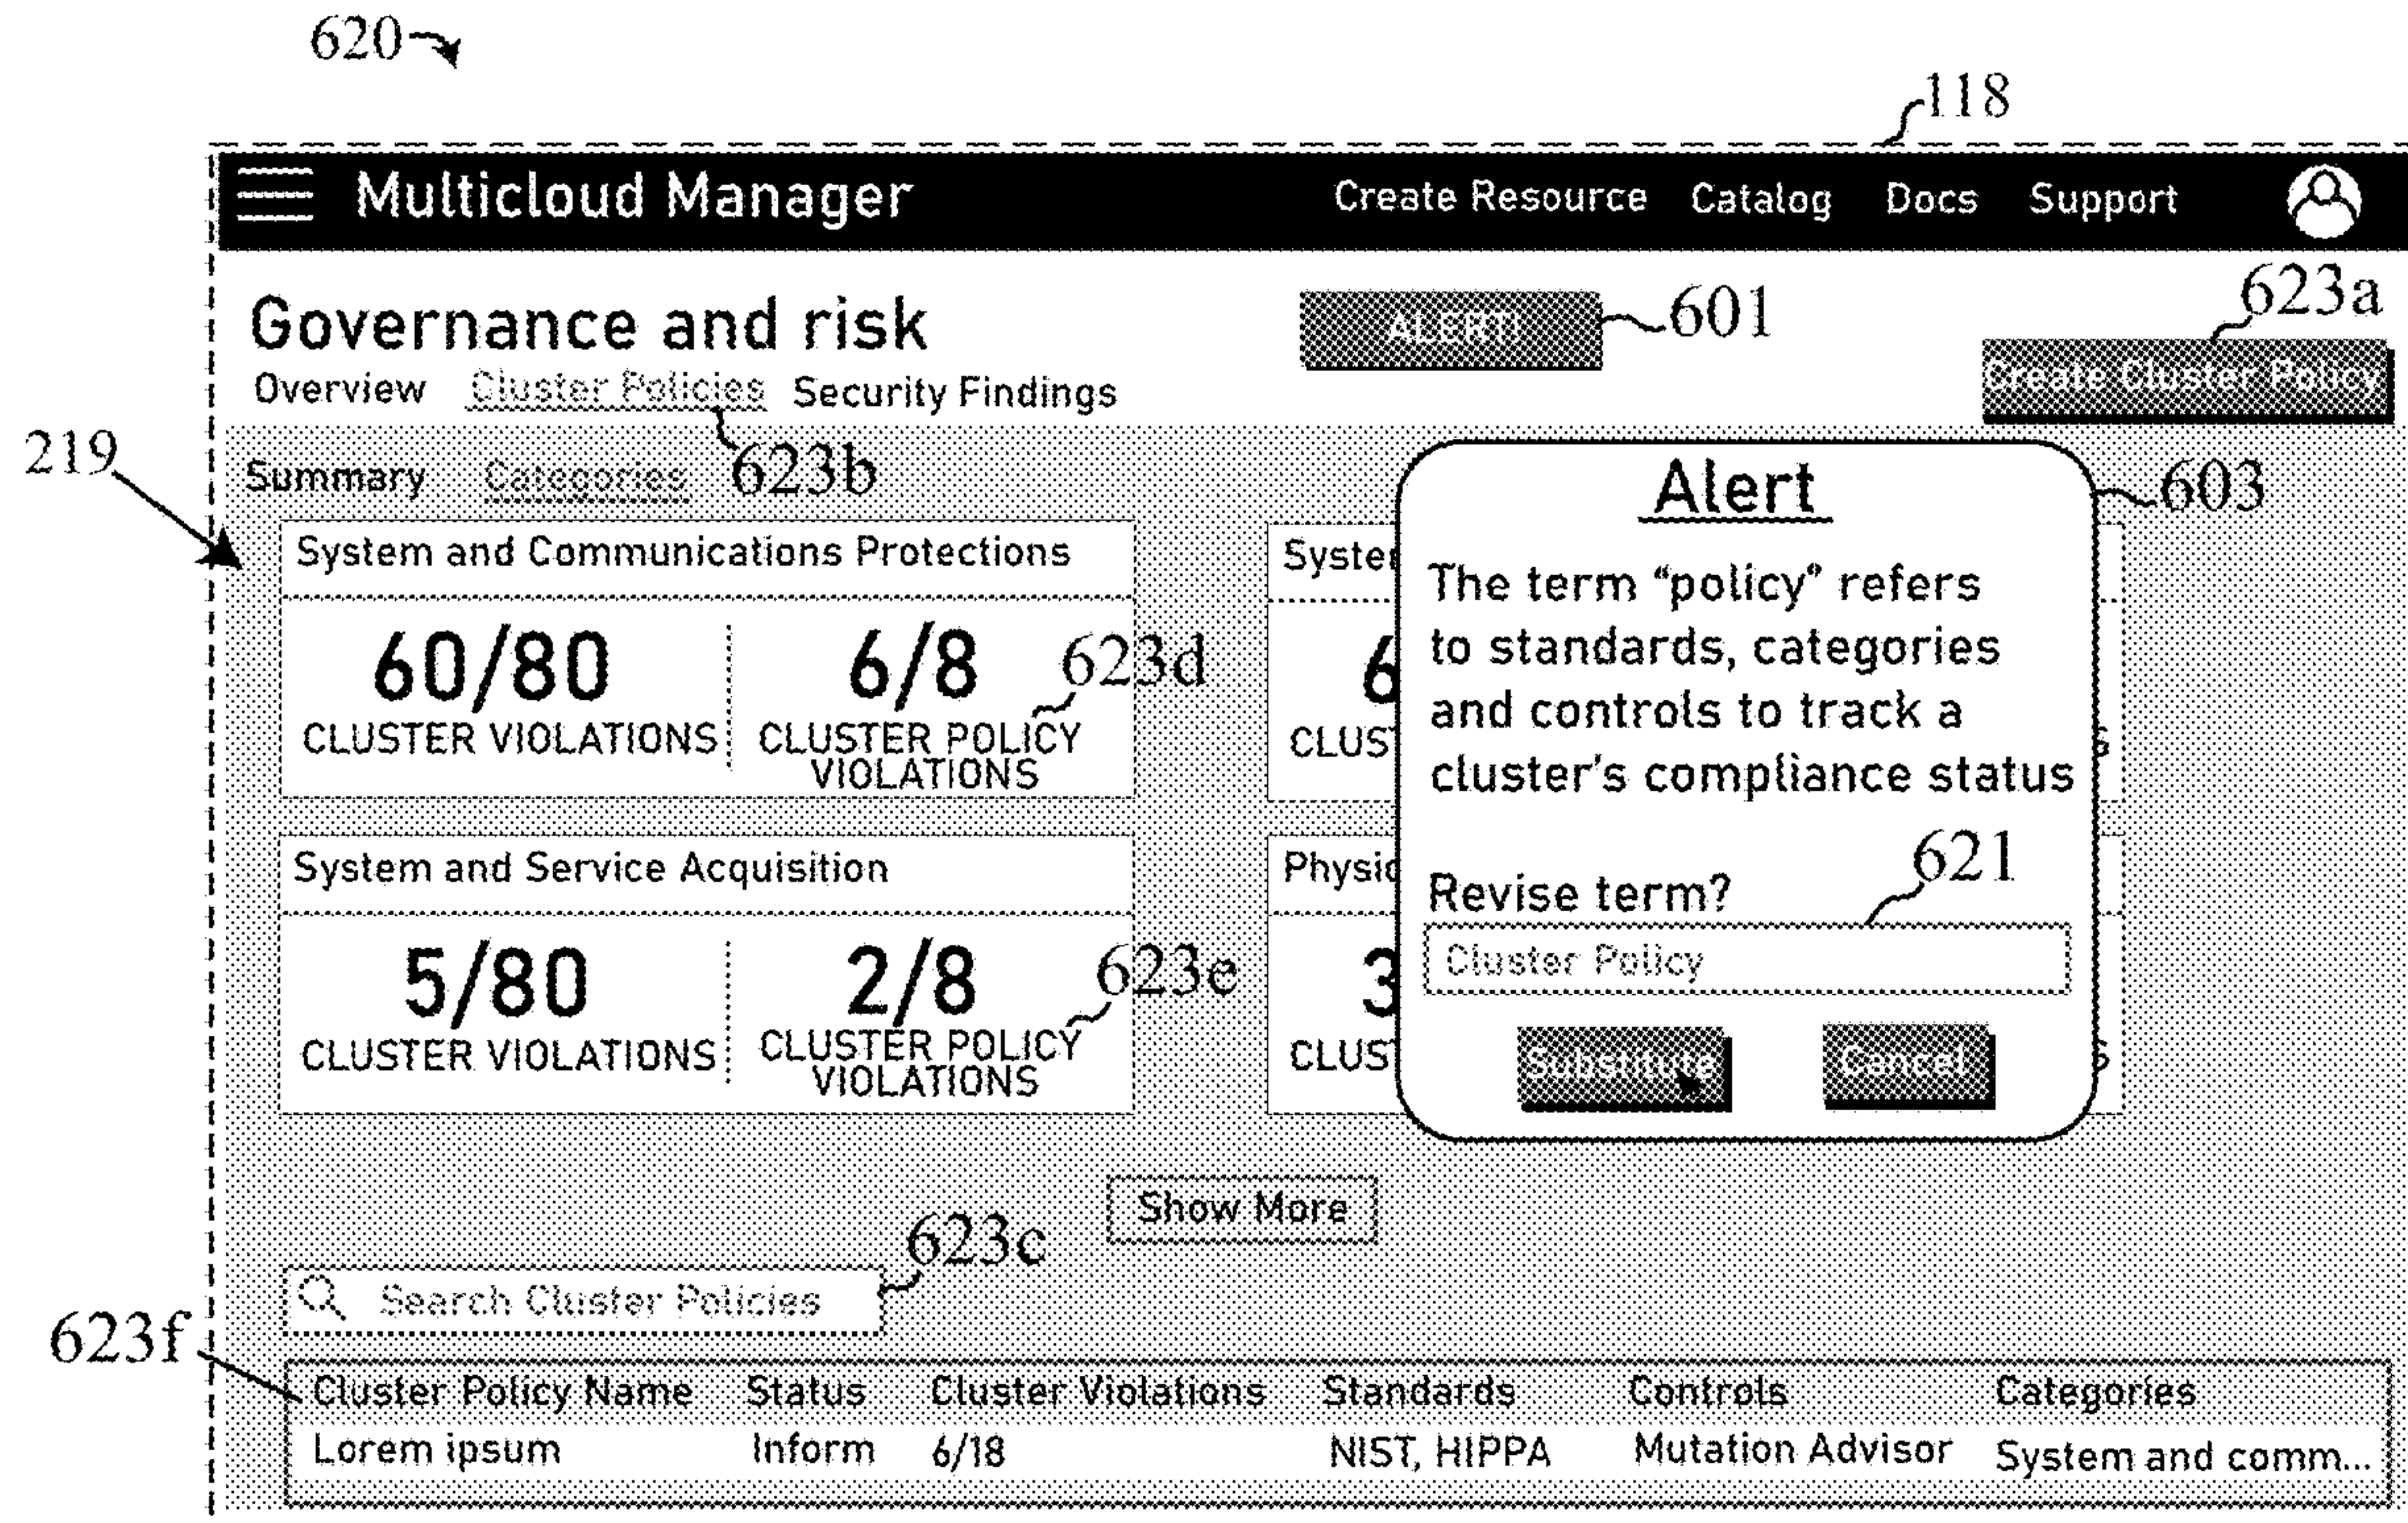 620
118
Multicloud Manager Create Resource Catalog Docs Support
Governance and risk
ALERT! 601
623a
Create Cluster Policy
Overview Cluster Policies Security Findings
219
Summary Categories 623b
Alert
603
System and Communications Protections
The term “policy” refers
to standards, categories
and controls to track a
cluster's compliance status
60/80
CLUSTER VIOLATIONS
6/8
CLUSTER POLICY
VIOLATIONS
623d
6
System and Service Acquisition
Revise term?
621
Cluster Policy
5/80
CLUSTER VIOLATIONS
2/8
CLUSTER POLICY
VIOLATIONS
623e
3
Substitute Cancel
Show More
623c
Search Cluster Policies
623f
Cluster Policy Name Status Cluster Violations Standards Controls Categories
Lorem ipsum Inform 6/18 NIST, HIPPA Mutation Advisor System and comm...